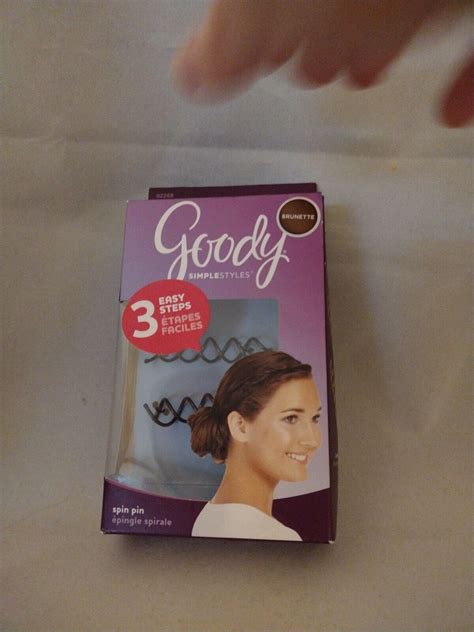 BRUNETTE
Goody
SIMPLESTYLES
3 EASY
STEPS
ÉTAPES
FACILES
spin pin
épingle spirale